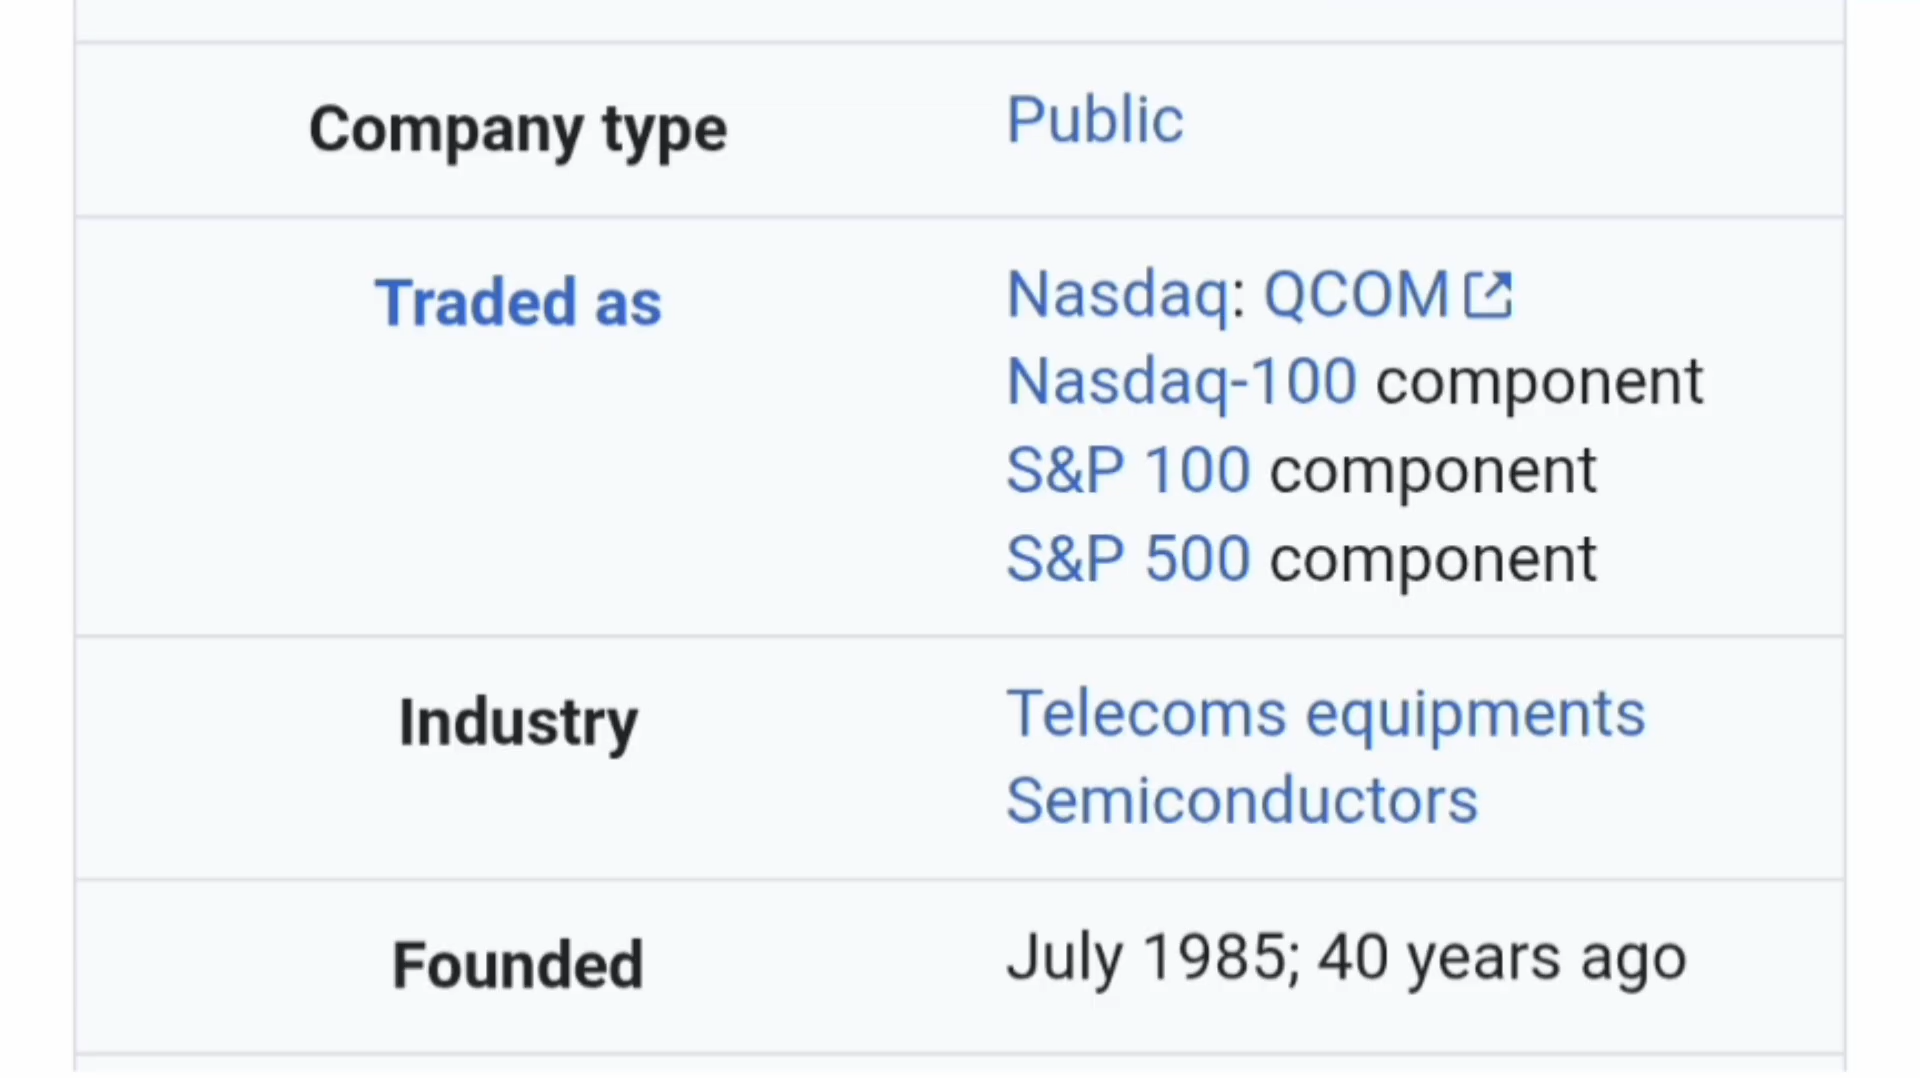 Company type
Public
Traded as
Nasdaq: QCOM
Nasdaq-100 component
S&P 100 component
S&P 500 component
Industry
Telecoms equipments
Semiconductors
Founded
July 1985; 40 years ago